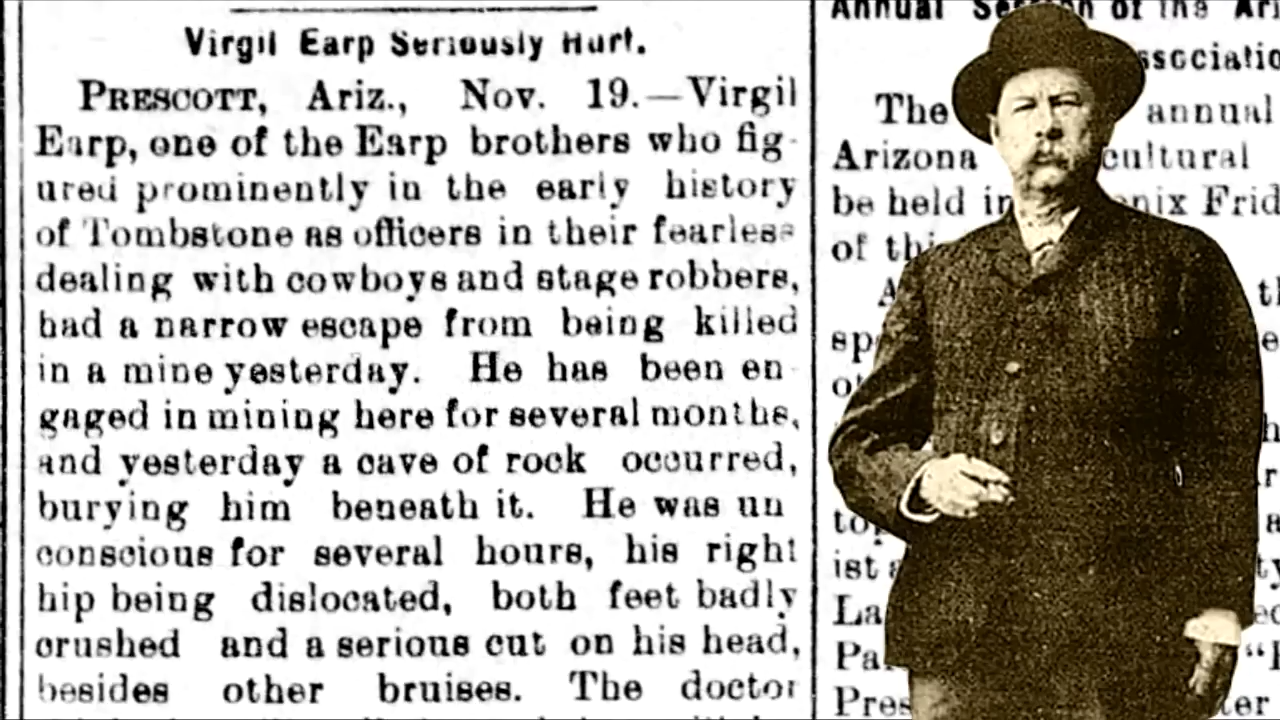 Virgil Earp Seriously Hurt.
PRESCOTT, Ariz., Nov. 19.—Virgil
Earp, one of the Earp brothers who fig-
ured prominently in the early history
of Tombstone as officers in their fearless
dealing with cowboys and stage robbers,
had a narrow escape from being killed
in a mine yesterday. He has been en
gaged in mining here for several months,
and yesterday a cave of rock occurred,
burying him beneath it. He was un
conscious for several hours, his right
hip being dislocated, both feet badly
crushed and a serious cut on his head,
besides other bruises. The doctor
Annual of the
The annual
Arizona cultural
be held in
of
ist